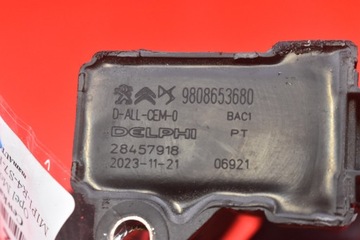 9808653680
D-ALL-CEM-0 BAC1
DELPHI PT
28457918
2023-11-21 06921